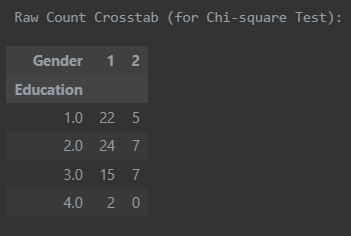 Raw Count Crosstab (for Chi-square Test):
Gender 1 2
Education
1.0 22 5
2.0 24 7
3.0 15 7
4.0 2 0